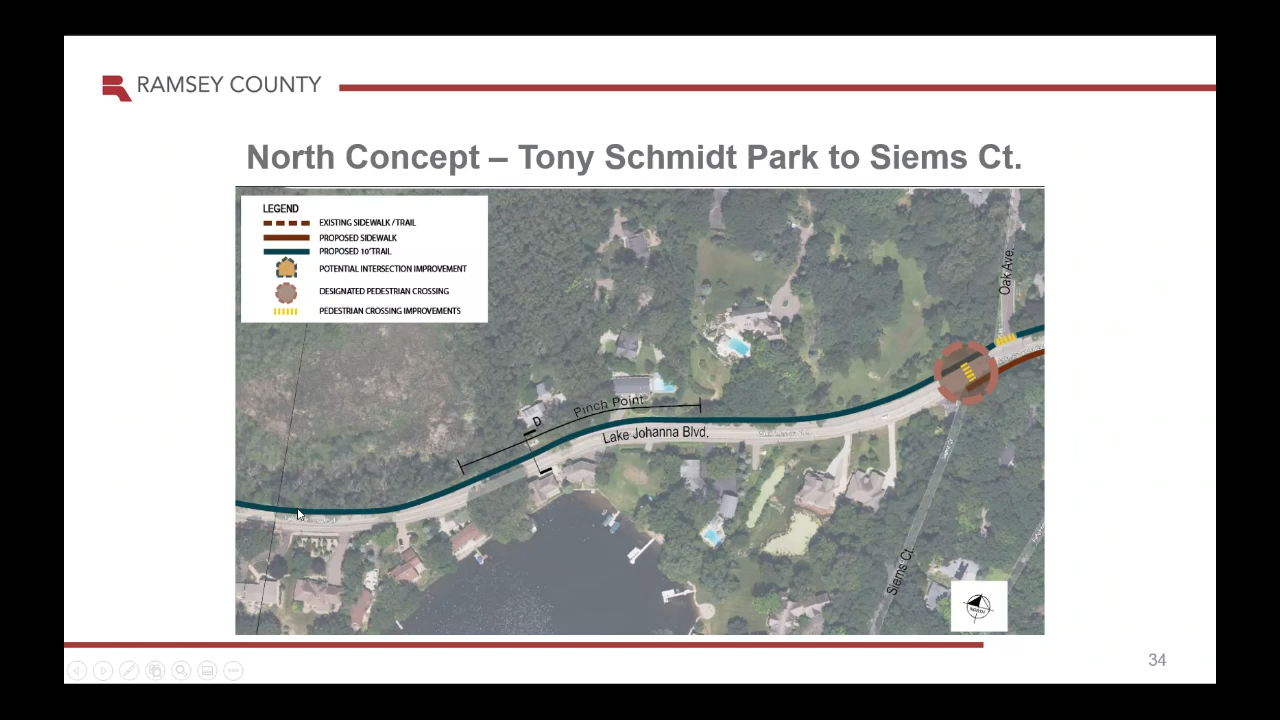 RAMSEY COUNTY
North Concept – Tony Schmidt Park to Siems Ct.
LEGEND
EXISTING SIDEWALK / TRAIL
PROPOSED SIDEWALK
PROPOSED 10' TRAIL
POTENTIAL INTERSECTION IMPROVEMENT
DESIGNATED PEDESTRIAN CROSSING
PEDESTRIAN CROSSING IMPROVEMENTS
Oak Ave.
Pinch Point
D
Lake Johanna Blvd.
Siems Ct.
NORTH
34